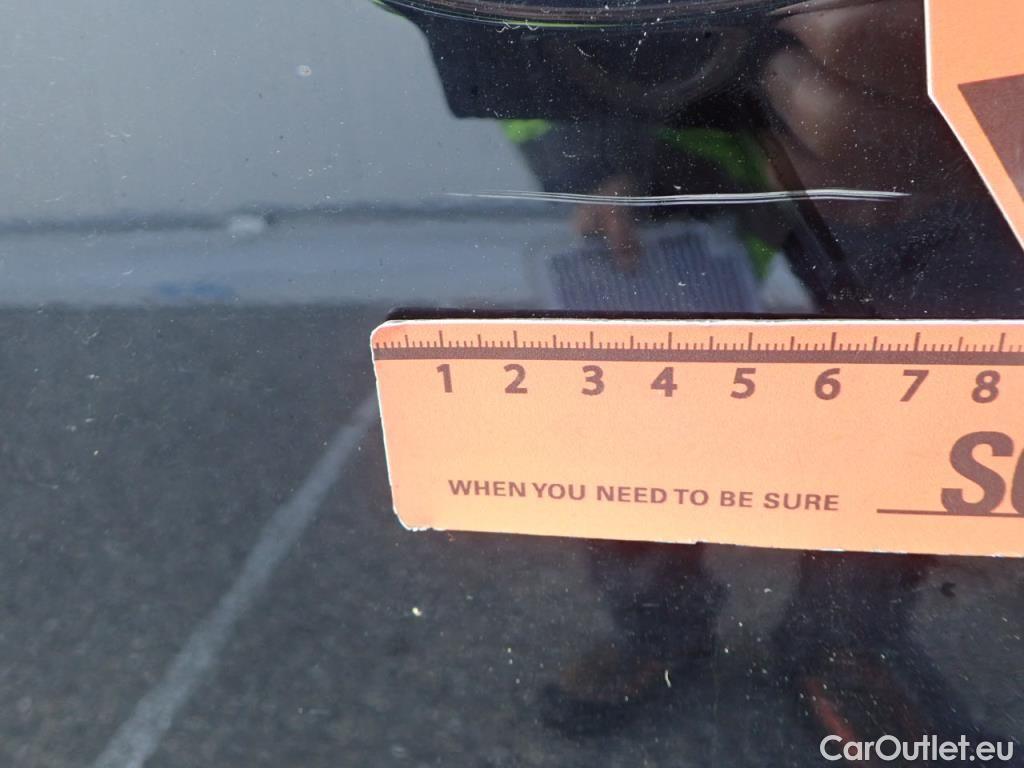 1 2 3 4 5 6 7 8
WHEN YOU NEED TO BE SURE
CarOutlet.eu